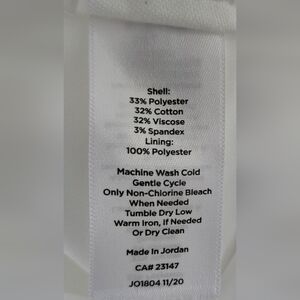 Shell:
33% Polyester
32% Cotton
32% Viscose
3% Spandex
Lining:
100% Polyester
Machine Wash Cold
Gentle Cycle
Only Non-Chlorine Bleach
When Needed
Tumble Dry Low
Warm Iron, If Needed
Or Dry Clean
Made In Jordan
CA# 23147
JO1804 11/20